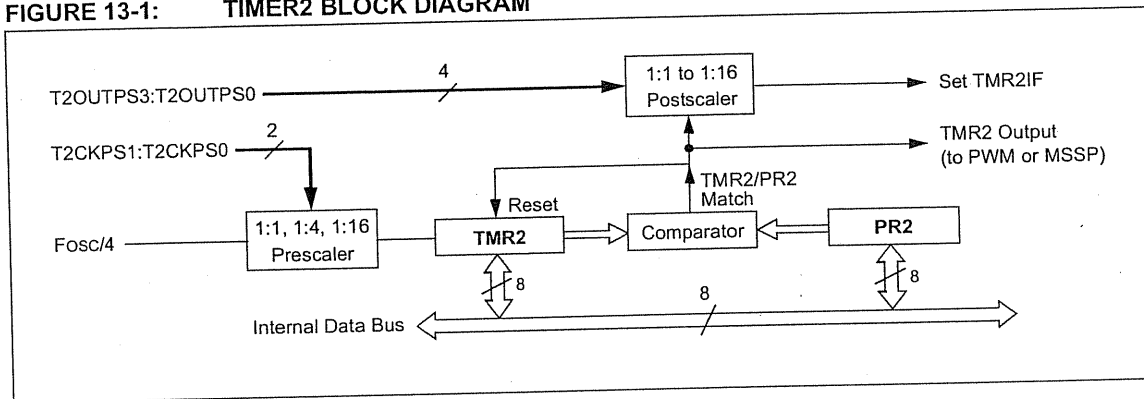 FIGURE 13-1: TIMER2 BLOCK DIAGRAM
T2OUTPS3:T2OUTPS0
4
1:1 to 1:16
Postscaler
Set TMR2IF
T2CKPS1:T2CKPS0
2
TMR2 Output
(to PWM or MSSP)
Reset
TMR2/PR2
Match
Fosc/4
1:1, 1:4, 1:16
Prescaler
TMR2
Comparator
PR2
8
8
8
Internal Data Bus